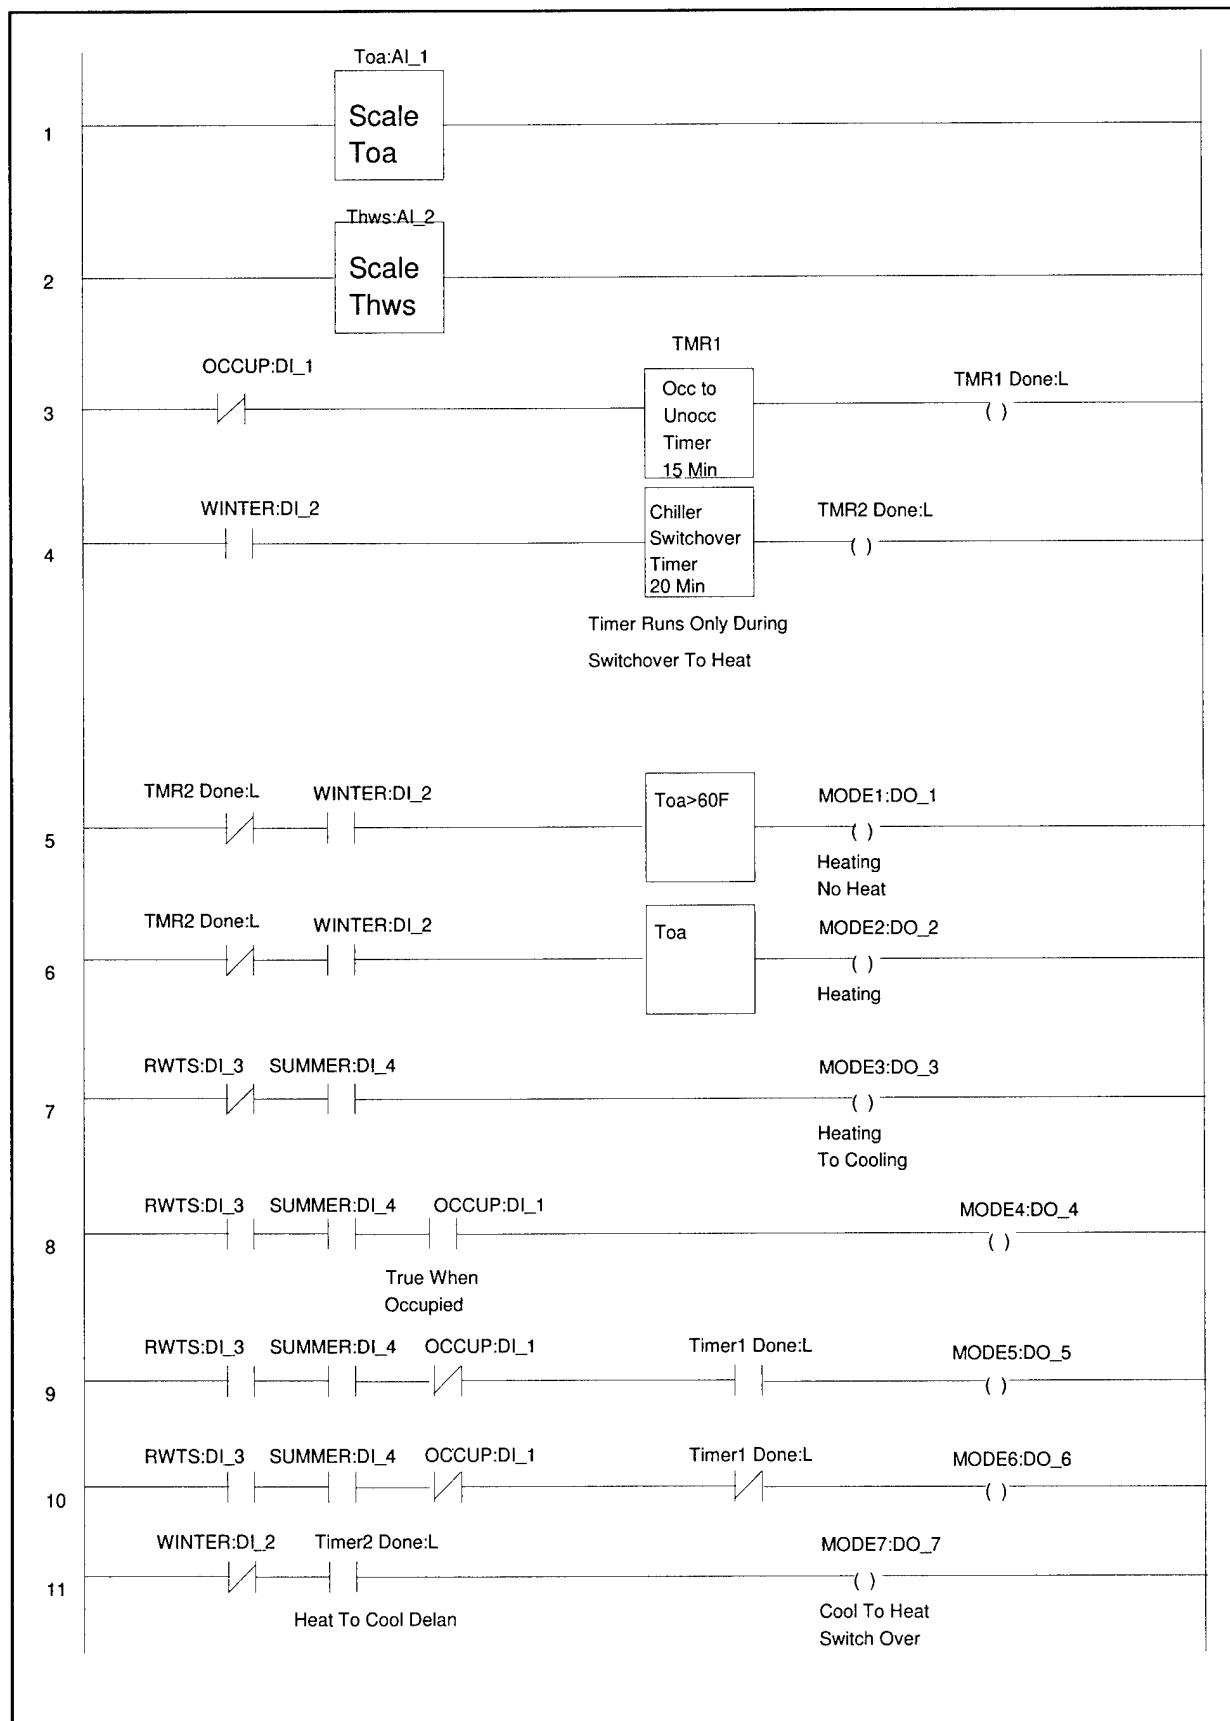 Toa:AI_1
Scale
Toa
1
Thws:AI_2
Scale
Thws
2
OCCUP:DI_1
TMR1
Occ to
Unocc
Timer
15 Min
TMR1 Done:L
( )
3
WINTER:DI_2
Chiller
Switchover
Timer
20 Min
TMR2 Done:L
( )
4
Timer Runs Only During
Switchover To Heat
TMR2 Done:L WINTER:DI_2
Toa>60F
MODE1:DO_1
( )
5
Heating
No Heat
TMR2 Done:L WINTER:DI_2
Toa
MODE2:DO_2
( )
6
Heating
RWTS:DI_3 SUMMER:DI_4 MODE3:DO_3
( )
7
Heating
To Cooling
RWTS:DI_3 SUMMER:DI_4 OCCUP:DI_1 MODE4:DO_4
( )
8
True When
Occupied
RWTS:DI_3 SUMMER:DI_4 OCCUP:DI_1 Timer1 Done:L MODE5:DO_5
( )
9
RWTS:DI_3 SUMMER:DI_4 OCCUP:DI_1 Timer1 Done:L MODE6:DO_6
( )
10
WINTER:DI_2 Timer2 Done:L MODE7:DO_7
( )
11
Heat To Cool Delan
Cool To Heat
Switch Over